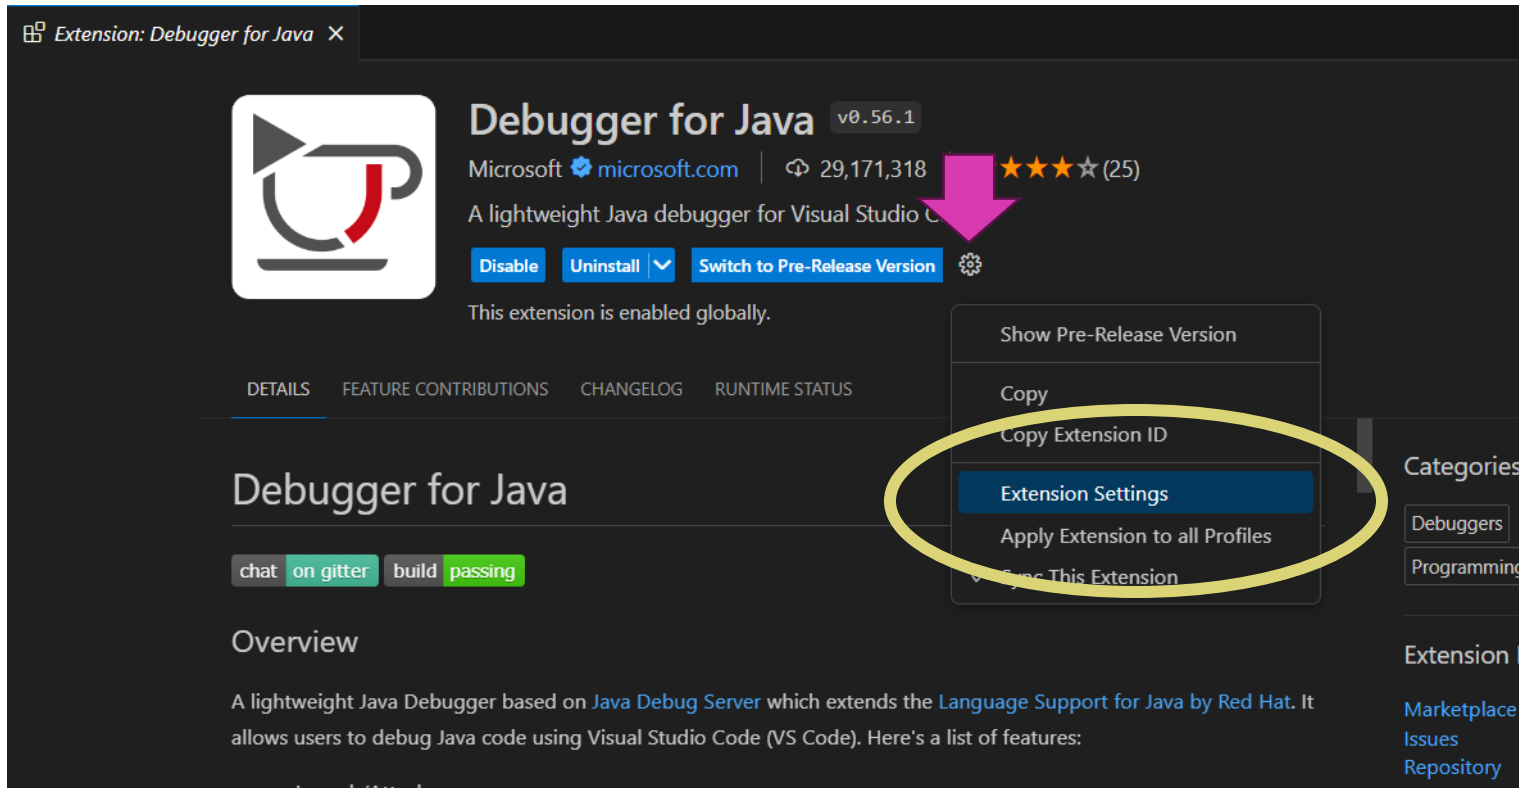 Extension: Debugger for Java
Debugger for Java v0.56.1
Microsoft microsoft.com 29,171,318 (25)
A lightweight Java debugger for Visual Studio
Disable Uninstall Switch to Pre-Release Version
This extension is enabled globally.
Show Pre-Release Version
Copy
Copy Extension ID
Extension Settings
Apply Extension to all Profiles
Sync This Extension
DETAILS FEATURE CONTRIBUTIONS CHANGELOG RUNTIME STATUS
Debugger for Java
chat on gitter build passing
Overview
A lightweight Java Debugger based on Java Debug Server which extends the Language Support for Java by Red Hat. It
allows users to debug Java code using Visual Studio Code (VS Code). Here's a list of features:
Categories
Debuggers
Programming
Extension
Marketplace
Issues
Repository